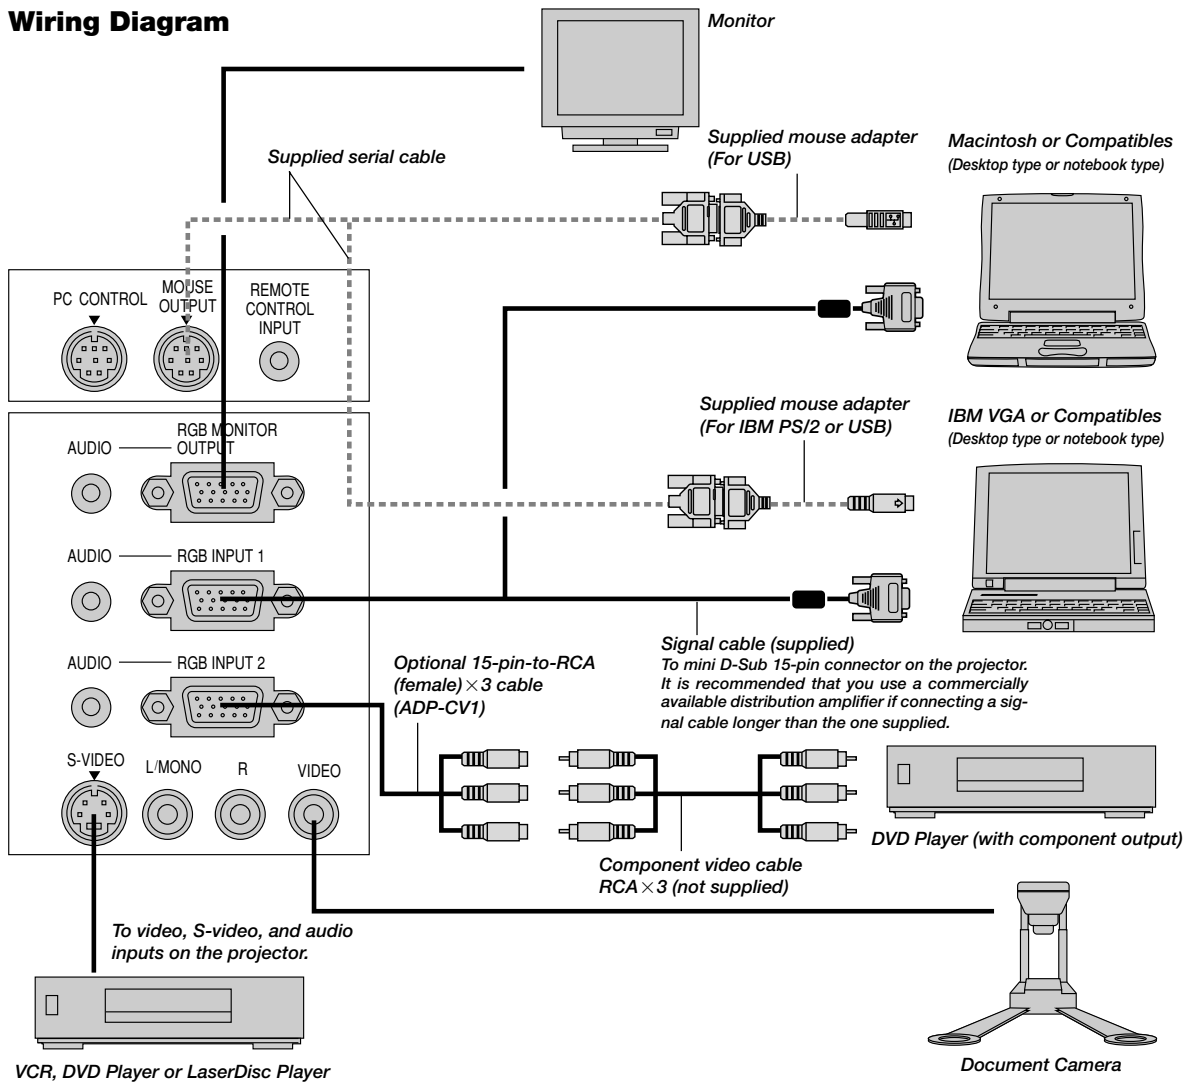 Wiring Diagram
Monitor
Supplied serial cable
Supplied mouse adapter
(For USB)
Macintosh or Compatibles
(Desktop type or notebook type)
PC CONTROL
MOUSE
OUTPUT
REMOTE
CONTROL
INPUT
Supplied mouse adapter
(For IBM PS/2 or USB)
IBM VGA or Compatibles
(Desktop type or notebook type)
AUDIO
RGB MONITOR
OUTPUT
AUDIO
RGB INPUT 1
Signal cable (supplied)
To mini D-Sub 15-pin connector on the projector.
It is recommended that you use a commercially
available distribution amplifier if connecting a sig-
nal cable longer than the one supplied.
AUDIO
RGB INPUT 2
Optional 15-pin-to-RCA
(female)×3 cable
(ADP-CV1)
S-VIDEO
L/MONO
R
VIDEO
DVD Player (with component output)
Component video cable
RCA×3 (not supplied)
To video, S-video, and audio
inputs on the projector.
VCR, DVD Player or LaserDisc Player
Document Camera